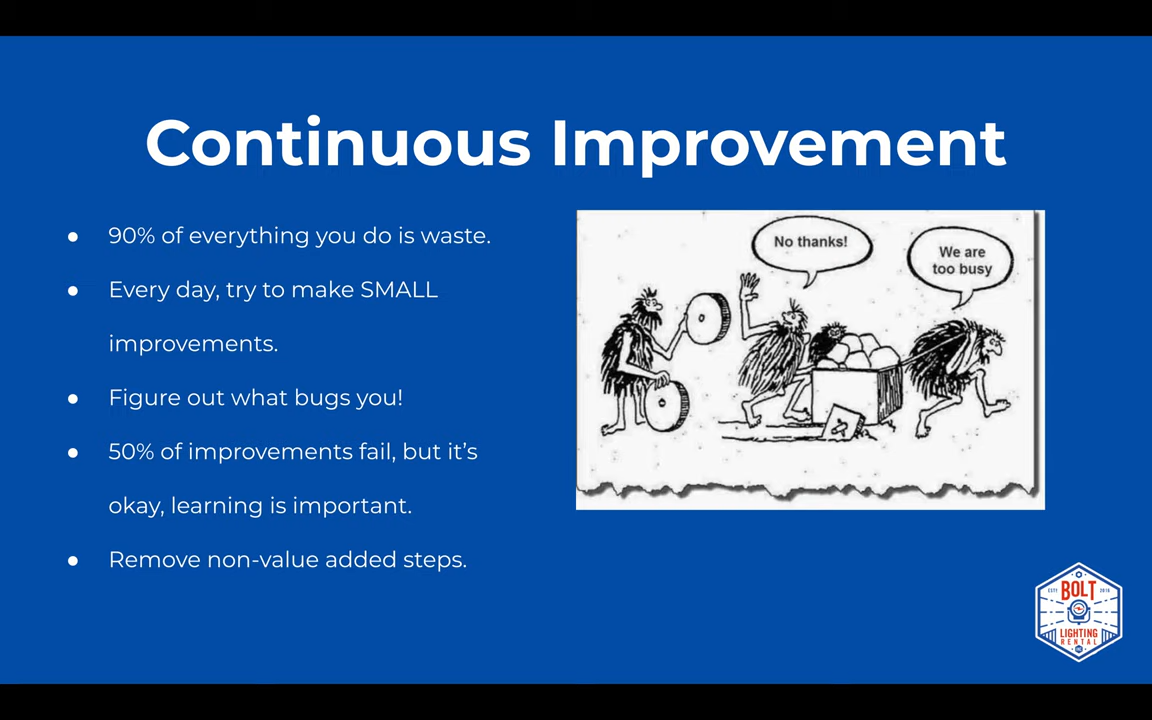 Continuous Improvement
● 90% of everything you do is waste.
● Every day, try to make SMALL
improvements.
● Figure out what bugs you!
● 50% of improvements fail, but it’s
okay, learning is important.
● Remove non-value added steps.
No thanks!
We are
too busy
BOLT
LIGHTING
RENTAL